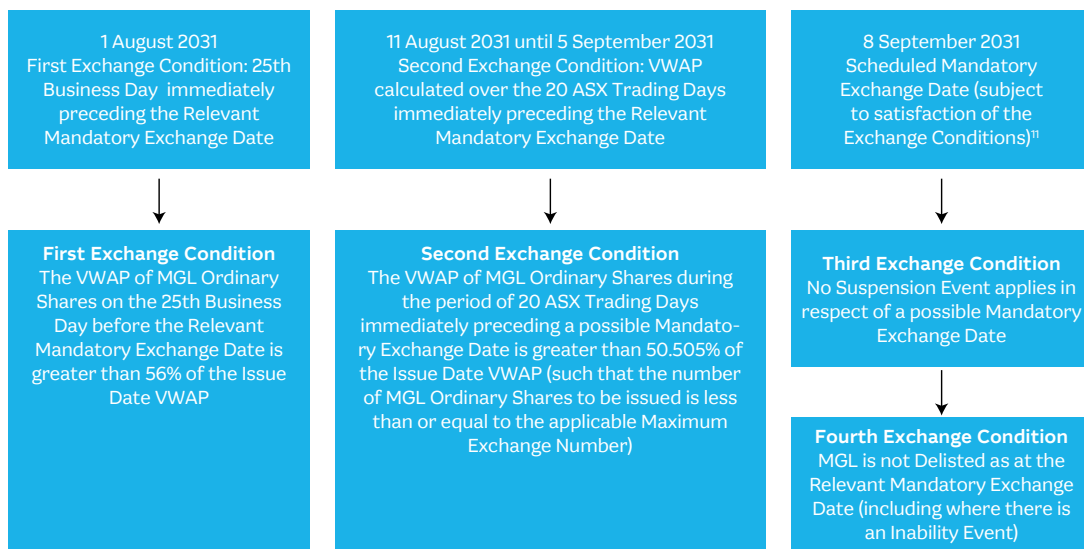 1 August 2031
First Exchange Condition: 25th
Business Day immediately
preceding the Relevant
Mandatory Exchange Date
First Exchange Condition
The VWAP of MGL Ordinary
Shares on the 25th Business
Day before the Relevant
Mandatory Exchange Date is
greater than 56% of the Issue
Date VWAP
11 August 2031 until 5 September 2031
Second Exchange Condition: VWAP
calculated over the 20 ASX Trading Days
immediately preceding the Relevant
Mandatory Exchange Date
Second Exchange Condition
The VWAP of MGL Ordinary Shares during
the period of 20 ASX Trading Days
immediately preceding a possible Mandato-
ry Exchange Date is greater than 50.505% of
the Issue Date VWAP (such that the number
of MGL Ordinary Shares to be issued is less
than or equal to the applicable Maximum
Exchange Number)
8 September 2031
Scheduled Mandatory
Exchange Date (subject
to satisfaction of the
Exchange Conditions)¹¹
Third Exchange Condition
No Suspension Event applies in
respect of a possible Mandatory
Exchange Date
Fourth Exchange Condition
MGL is not Delisted as at the
Relevant Mandatory Exchange
Date (including where there is
an Inability Event)